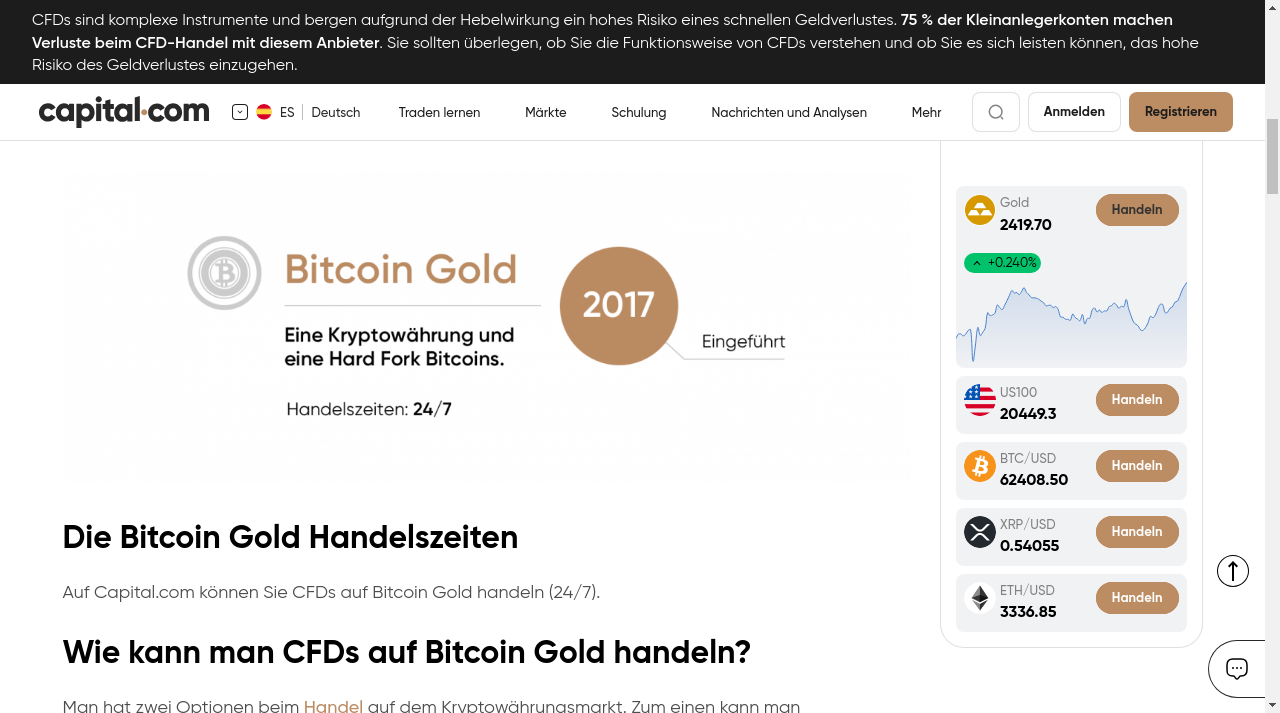 CFDs sind komplexe Instrumente und bergen aufgrund der Hebelwirkung ein hohes Risiko eines schnellen Geldverlustes. 75 % der Kleinanlegerkonten machen
Verluste beim CFD-Handel mit diesem Anbieter. Sie sollten überlegen, ob Sie die Funktionsweise von CFDs verstehen und ob Sie es sich leisten können, das hohe
Risiko des Geldverlustes einzugehen.
capital.com ES Deutsch Traden lernen Märkte Schulung Nachrichten und Analysen Mehr Anmelden Registrieren
Bitcoin Gold
Eine Kryptowährung und
eine Hard Fork Bitcoins.
Handelszeiten: 24/7
2017
Eingeführt
Die Bitcoin Gold Handelszeiten
Auf Capital.com können Sie CFDs auf Bitcoin Gold handeln (24/7).
Wie kann man CFDs auf Bitcoin Gold handeln?
Man hat zwei Optionen beim Handel auf dem Kryptowährungsmarkt. Zum einen kann man
Gold
2419.70
Handeln
+0.240%
US100
20449.3
Handeln
BTC/USD
62408.50
Handeln
XRP/USD
0.54055
Handeln
ETH/USD
3336.85
Handeln